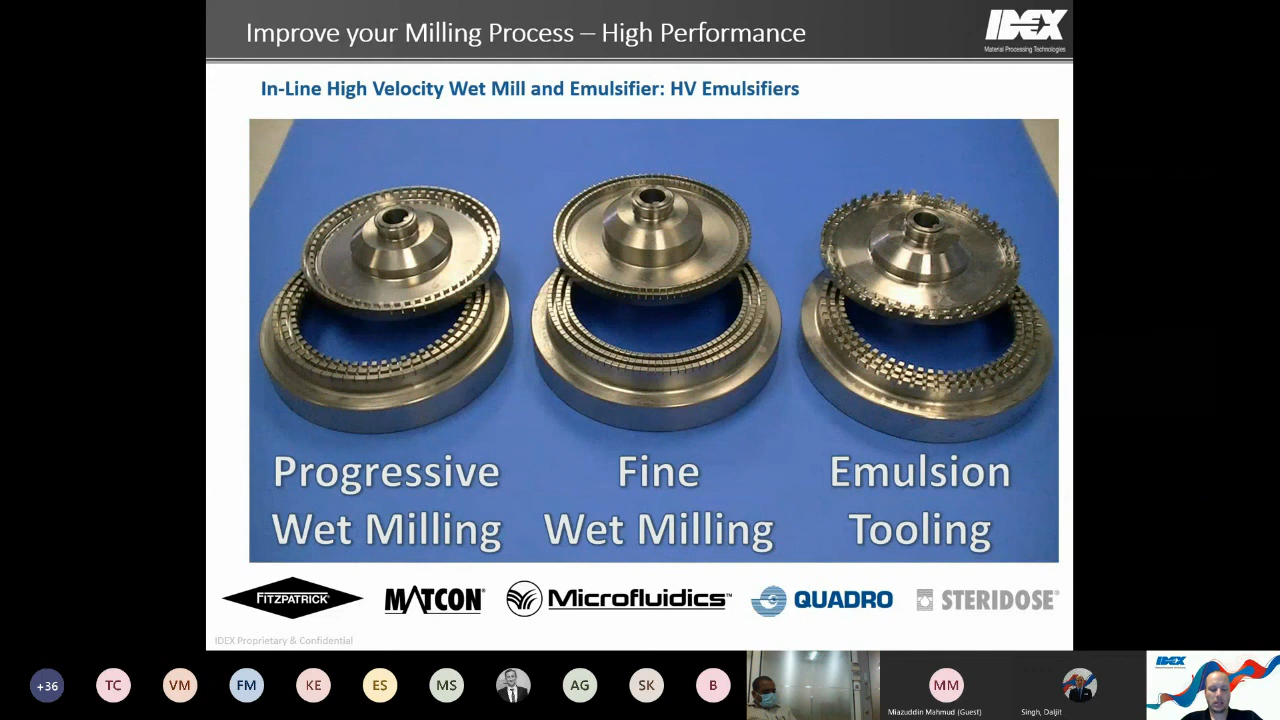 Improve your Milling Process – High Performance
IDEX
Material Processing Technologies
In-Line High Velocity Wet Mill and Emulsifier: HV Emulsifiers
Progressive
Wet Milling
Fine
Wet Milling
Emulsion
Tooling
FITZPATRICK®
MATCON®
Microfluidics™
QUADRO
STERIDOSE®
IDEX Proprietary & Confidential
+36
TC
VM
FM
KE
ES
MS
AG
SK
B
MM
Miazuddin Mahmud (Guest)
Singh, Daljit
IDEX